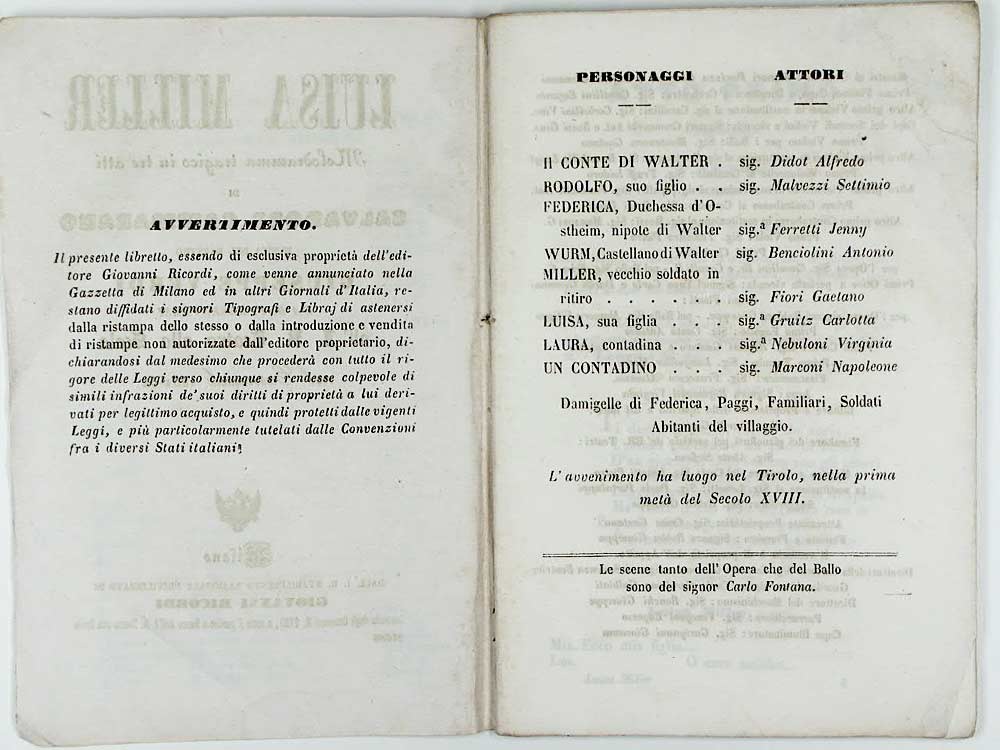 AVVERTIMENTO.
Il presente libretto, essendo di esclusiva proprietà dell'edi-
tore Giovanni Ricordi, come venne annunciato nella
Gazzetta di Milano ed in altri Giornali d'Italia, re-
stano diffidati i signori Tipografi e Libraj di astenersi
dalla ristampa dello stesso o dalla introduzione e vendita
di ristampe non autorizzate dall'editore proprietario, di-
chiarandosi dal medesimo che procederà con tutto il ri-
gore delle Leggi verso chiunque si rendesse colpevole di
simili infrazioni de' suoi diritti di proprietà a lui deri-
vati per legittimo acquisto, e quindi protetti dalle vigenti
Leggi, e più particolarmente tutelati dalle Convenzioni
fra i diversi Stati italiani.
PERSONAGGI ATTORI
Il CONTE DI WALTER . sig. Didot Alfredo
RODOLFO, suo figlio . . sig. Malvezzi Settimio
FEDERICA, Duchessa d'O-
stheim, nipote di Walter sig.ª Ferretti Jenny
WURM, Castellano di Walter sig. Benciolini Antonio
MILLER, vecchio soldato in
ritiro . . . . . . sig. Fiori Gaetano
LUISA, sua figlia . . . sig.ª Gruitz Carlotta
LAURA, contadina . . . sig.ª Nebuloni Virginia
UN CONTADINO . . . sig. Marconi Napoleone
Damigelle di Federica, Paggi, Familiari, Soldati
Abitanti del villaggio.
L'avvenimento ha luogo nel Tirolo, nella prima
metà del Secolo XVIII.
Le scene tanto dell'Opera che del Ballo
sono del signor Carlo Fontana.